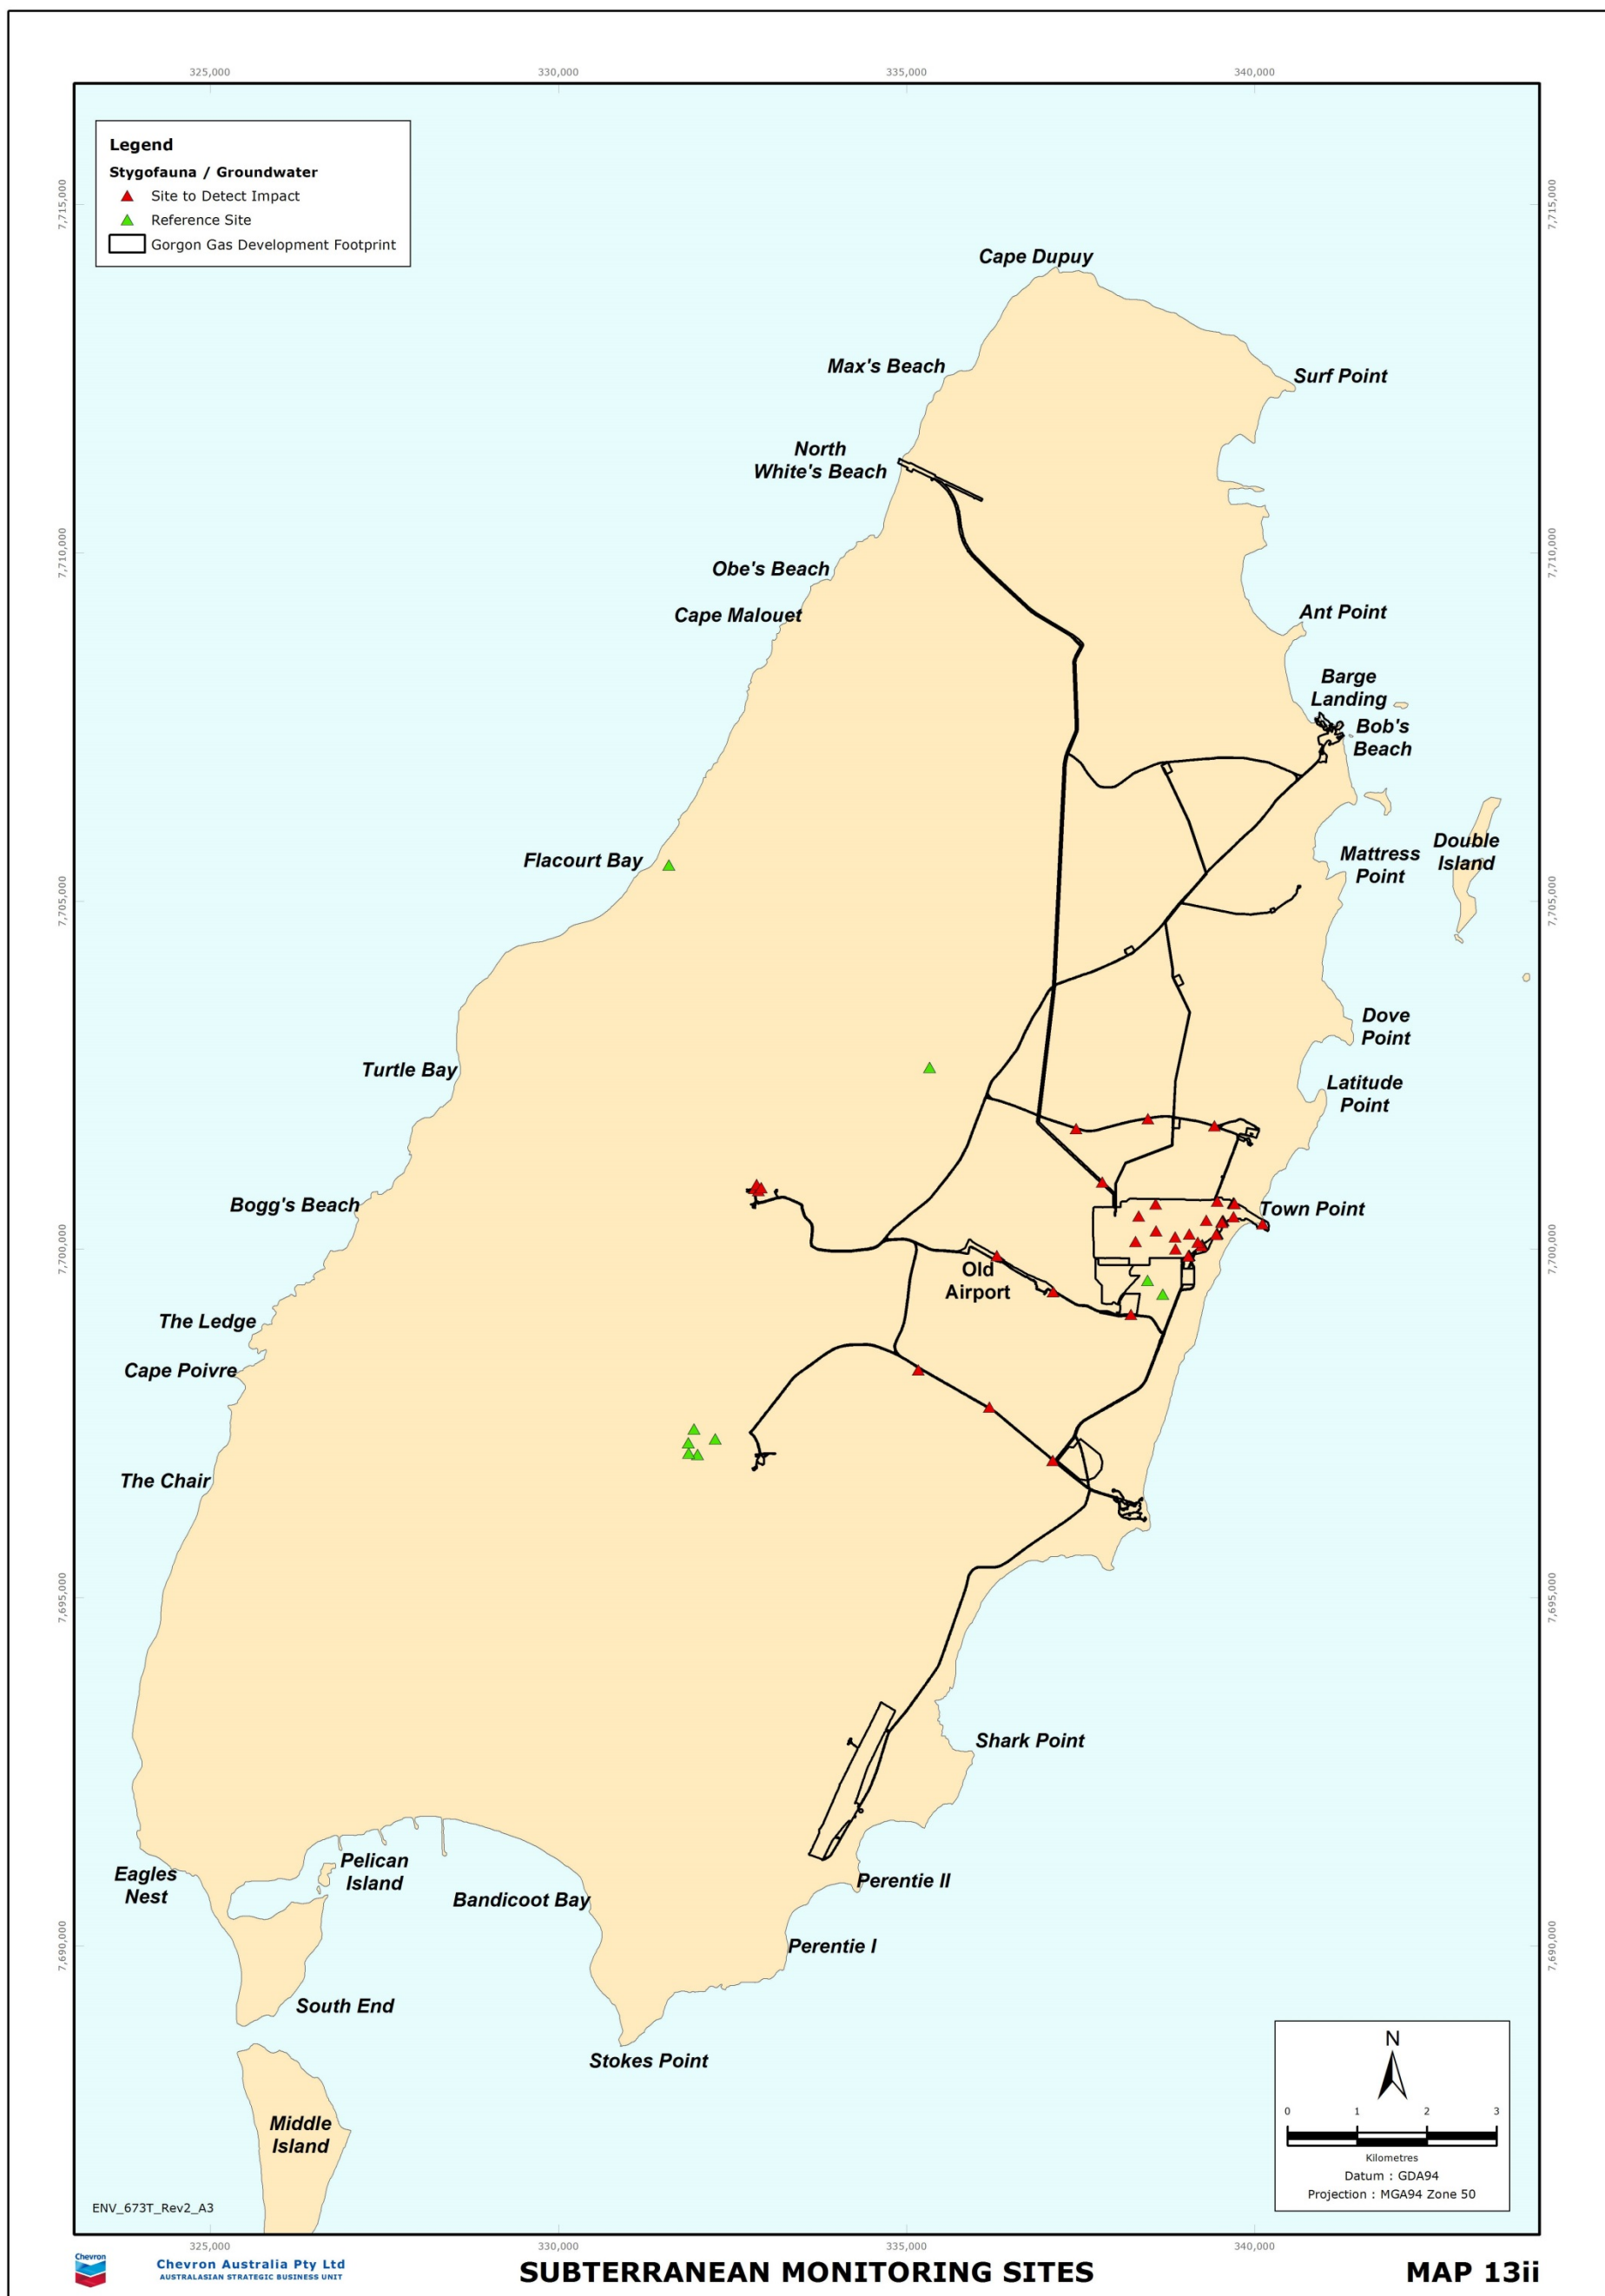 325,000
330,000
335,000
340,000
Legend
Stygofauna / Groundwater
Site to Detect Impact
Reference Site
Gorgon Gas Development Footprint
7,715,000
7,715,000
Cape Dupuy
Max's Beach
Surf Point
North
White's Beach
7,710,000
7,710,000
Obe's Beach
Cape Malouet
Ant Point
Barge
Landing
Bob's
Beach
Flacourt Bay
Mattress
Point
Double
Island
7,705,000
7,705,000
Dove
Point
Turtle Bay
Latitude
Point
Bogg's Beach
Town Point
7,700,000
7,700,000
Old
Airport
The Ledge
Cape Poivre
The Chair
7,695,000
7,695,000
Shark Point
Eagles
Nest
Pelican
Island
Bandicoot Bay
Perentie II
Perentie I
7,690,000
7,690,000
South End
Stokes Point
Middle
Island
N
0 1 2 3
Kilometres
Datum : GDA94
Projection : MGA94 Zone 50
ENV_673T_Rev2_A3
325,000
330,000
335,000
340,000
Chevron
Chevron Australia Pty Ltd
AUSTRALASIAN STRATEGIC BUSINESS UNIT
SUBTERRANEAN MONITORING SITES
MAP 13ii